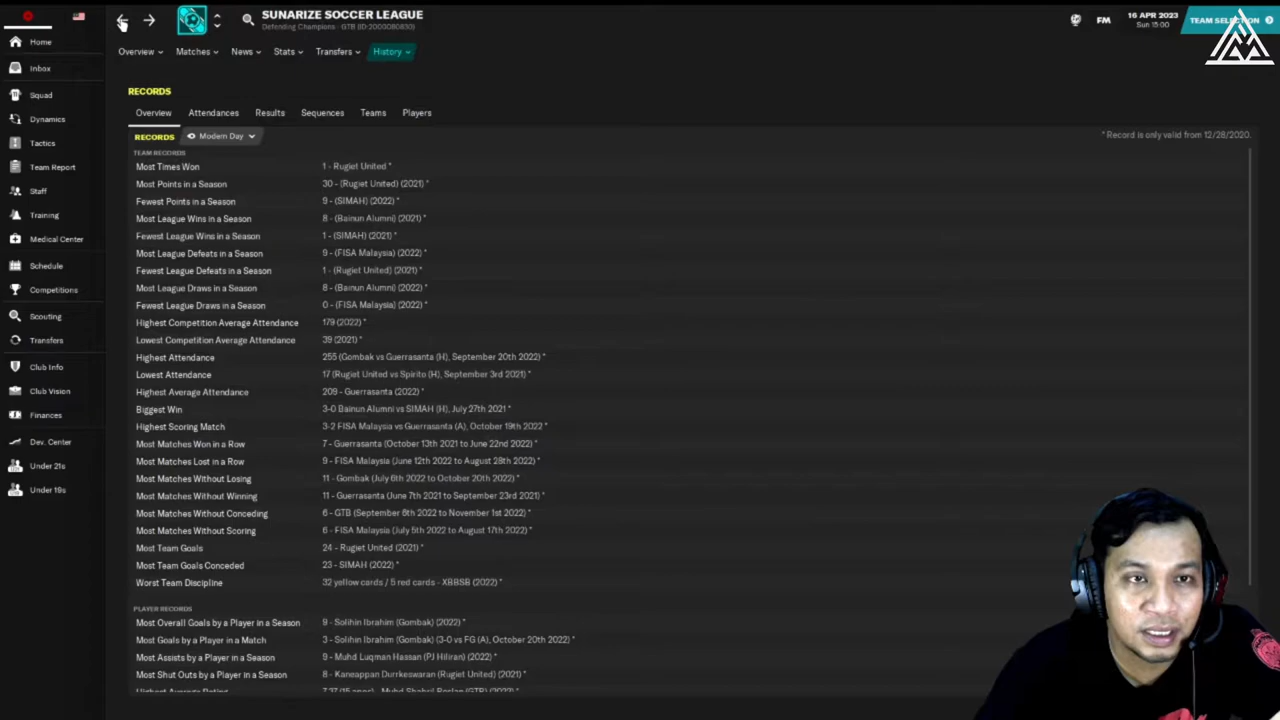 SUNARIZE SOCCER LEAGUE
Defending Champions - GTB (ID:2000080830)
FM
16 APR 2023
Sun 15:00
TEAM SELECTION
Home
Inbox
Squad
Dynamics
Tactics
Team Report
Staff
Training
Medical Center
Schedule
Competitions
Scouting
Transfers
Club Info
Club Vision
Finances
Dev. Center
Under 21s
Under 19s
Overview Matches News Stats Transfers History
RECORDS
Overview Attendances Results Sequences Teams Players
RECORDS Modern Day
* Record is only valid from 12/28/2020.
TEAM RECORDS
Most Times Won 1 - Rugiet United *
Most Points in a Season 30 - (Rugiet United) (2021) *
Fewest Points in a Season 9 - (SIMAH) (2022) *
Most League Wins in a Season 8 - (Bainun Alumni) (2021) *
Fewest League Wins in a Season 1 - (SIMAH) (2021) *
Most League Defeats in a Season 9 - (FISA Malaysia) (2022) *
Fewest League Defeats in a Season 1 - (Rugiet United) (2021) *
Most League Draws in a Season 8 - (Bainun Alumni) (2022) *
Fewest League Draws in a Season 0 - (FISA Malaysia) (2022) *
Highest Competition Average Attendance 179 (2022) *
Lowest Competition Average Attendance 39 (2021) *
Highest Attendance 255 (Gombak vs Guerrasanta (H), September 20th 2022) *
Lowest Attendance 17 (Rugiet United vs Spirito (H), September 3rd 2021) *
Highest Average Attendance 209 - Guerrasanta (2022) *
Biggest Win 3-0 Bainun Alumni vs SIMAH (H), July 27th 2021 *
Highest Scoring Match 3-2 FISA Malaysia vs Guerrasanta (A), October 19th 2022 *
Most Matches Won in a Row 7 - Guerrasanta (October 13th 2021 to June 22nd 2022) *
Most Matches Lost in a Row 9 - FISA Malaysia (June 12th 2022 to August 28th 2022) *
Most Matches Without Losing 11 - Gombak (July 6th 2022 to October 20th 2022) *
Most Matches Without Winning 11 - Guerrasanta (June 7th 2021 to September 23rd 2021) *
Most Matches Without Conceding 6 - GTB (September 6th 2022 to November 1st 2022) *
Most Matches Without Scoring 6 - FISA Malaysia (July 5th 2022 to August 17th 2022) *
Most Team Goals 24 - Rugiet United (2021) *
Most Team Goals Conceded 23 - SIMAH (2022) *
Worst Team Discipline 32 yellow cards / 5 red cards - XBBSB (2022) *
PLAYER RECORDS
Most Overall Goals by a Player in a Season 9 - Solihin Ibrahim (Gombak) (2022) *
Most Goals by a Player in a Match 3 - Solihin Ibrahim (Gombak) (3-0 vs FG (A), October 20th 2022) *
Most Assists by a Player in a Season 9 - Muhd Luqman Hassan (PJ Hiliran) (2022) *
Most Shut Outs by a Player in a Season 8 - Kaneappan Durrkeswaran (Rugiet United) (2021) *
Highest Average Rating